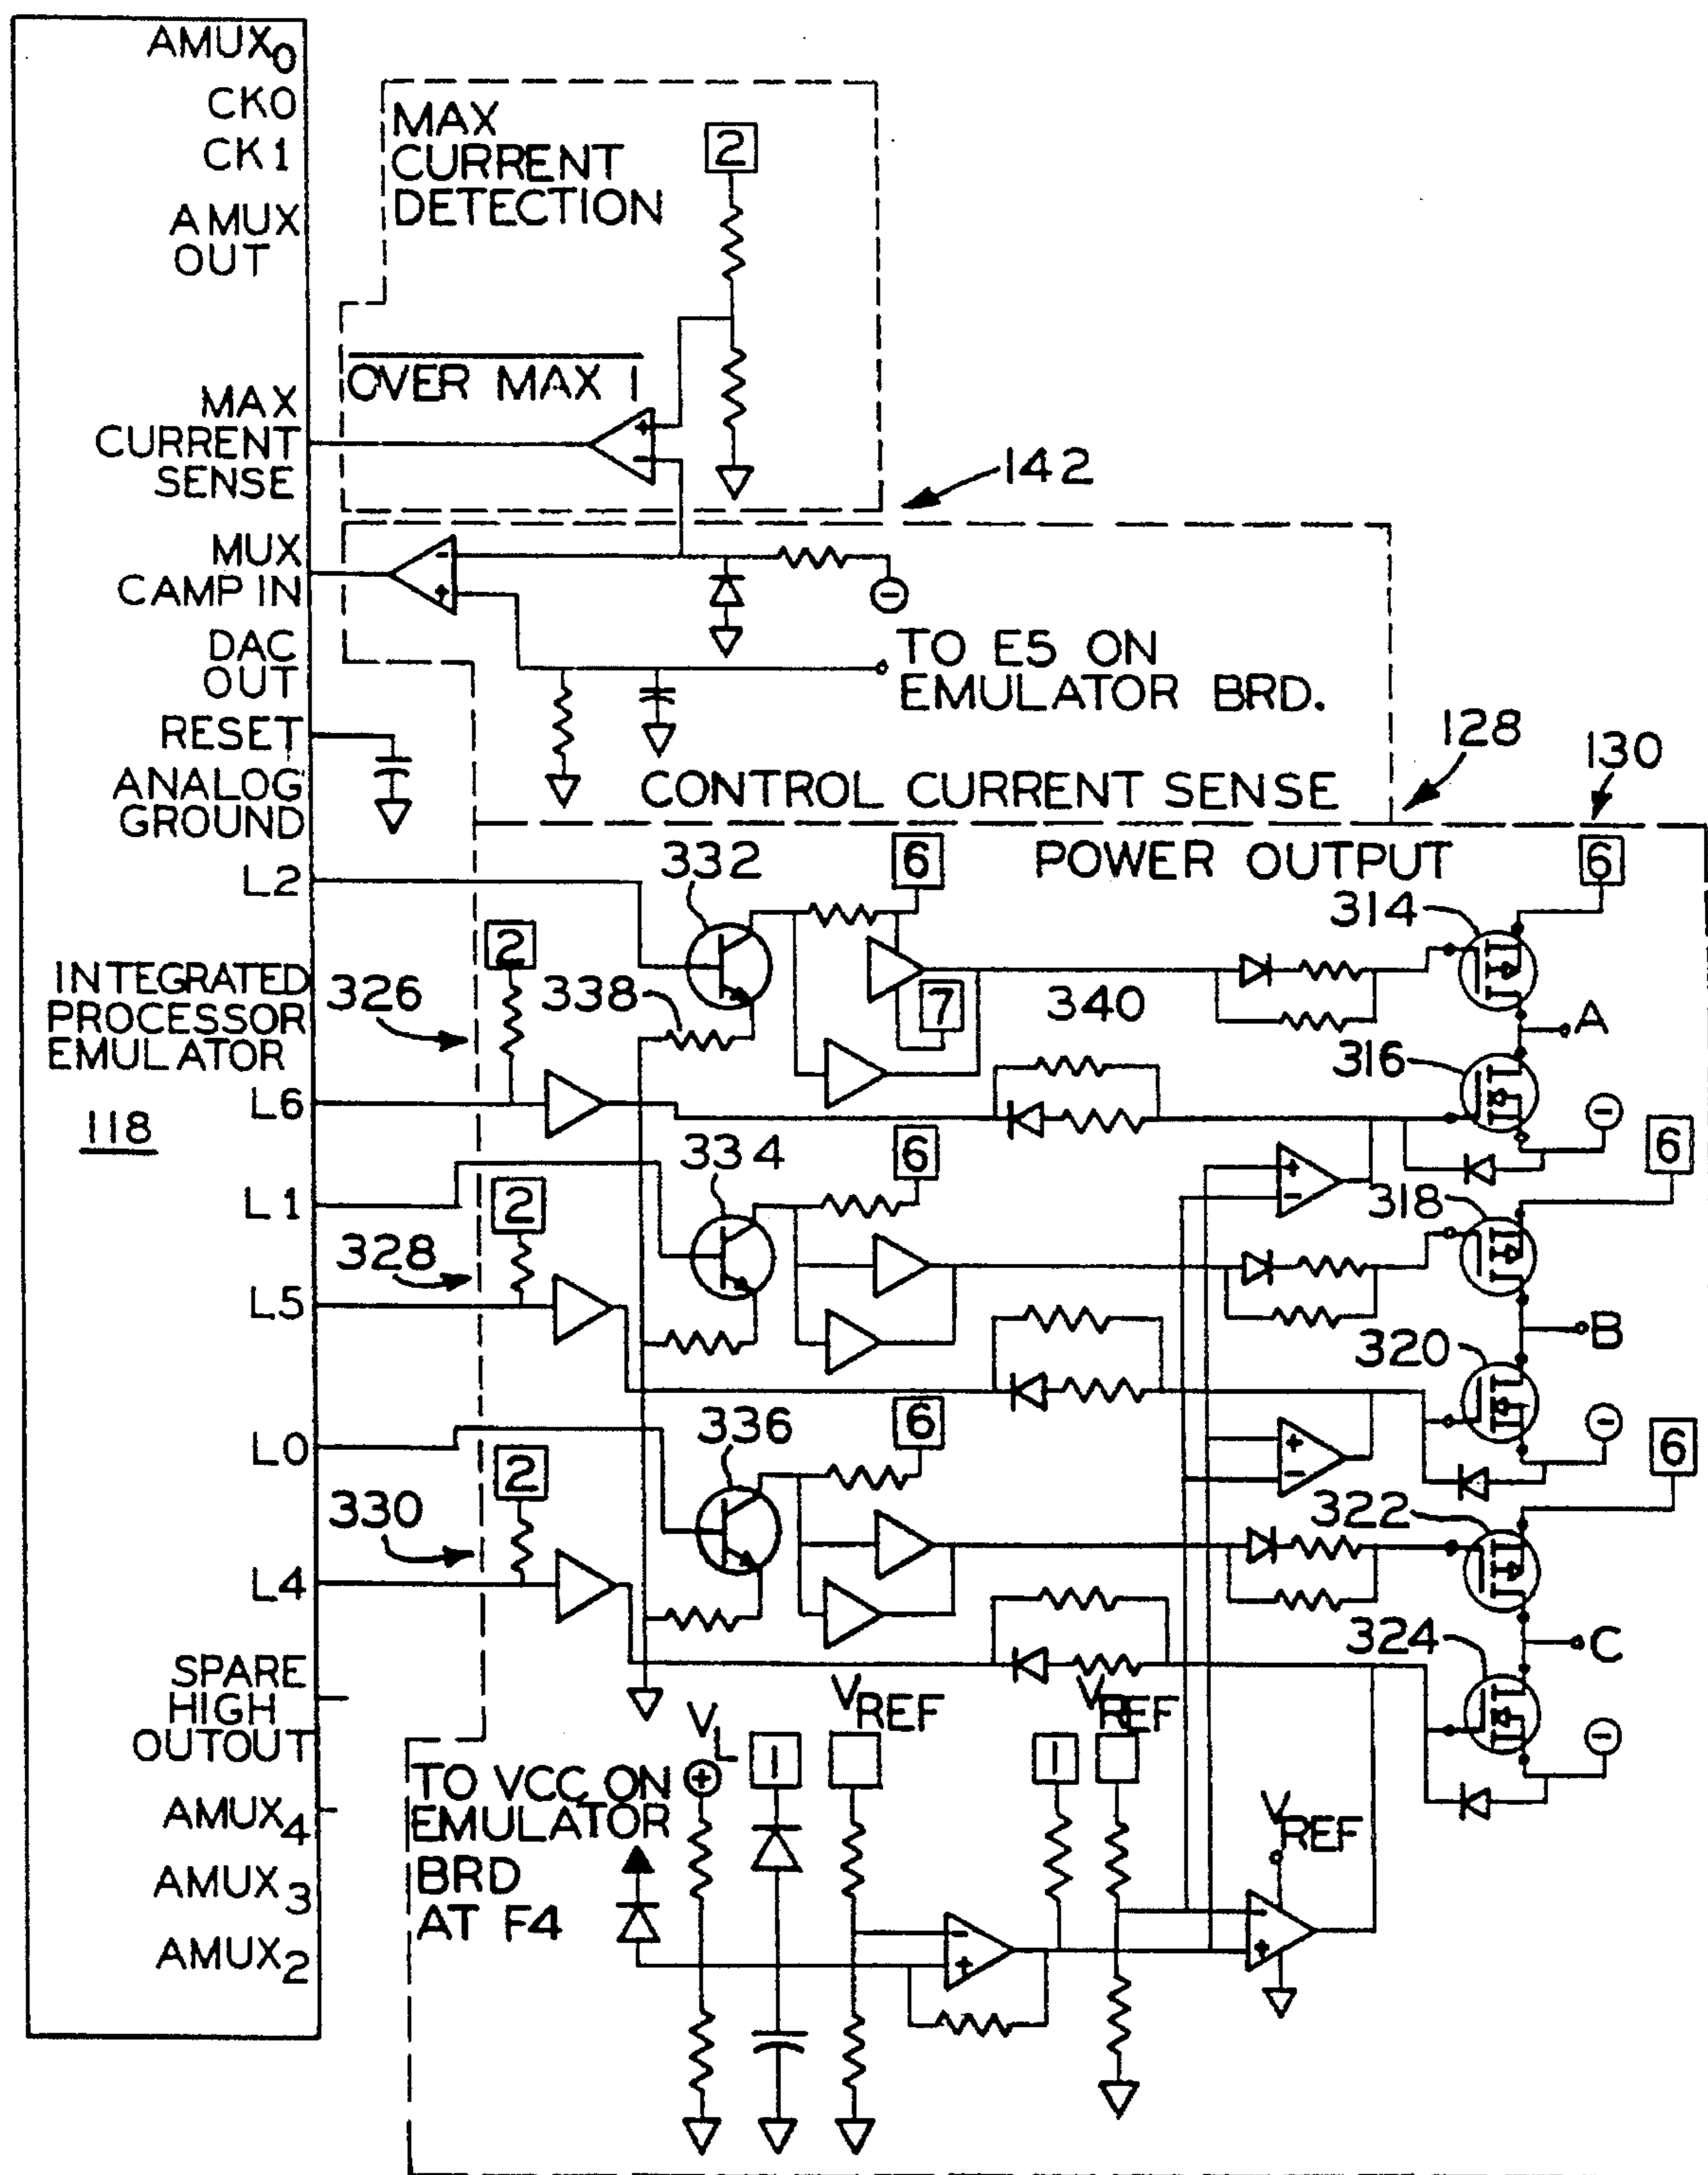 AMUX0
CK0
CK1
AMUX
OUT
MAX
CURRENT
SENSE
MUX
CAMP IN
DAC
OUT
RESET
ANALOG
GROUND
L2
INTEGRATED
PROCESSOR
EMULATOR
118
L6
L1
L5
L0
L4
SPARE
HIGH
OUTOUT
AMUX4
AMUX3
AMUX2
MAX
CURRENT
DETECTION
2
OVER MAX I
+
-
142
-
+
-
TO E5 ON
EMULATOR BRD.
CONTROL CURRENT SENSE
128
130
POWER OUTPUT
332
6
6
314
2
326
338
7
340
A
316
-
334
6
6
+
-
318
2
328
B
320
-
336
6
6
+
-
322
2
330
C
324
-
VL
+
1
VREF
1
VREF
VREF
TO VCC ON
EMULATOR
BRD
AT F4
-
+
-
+